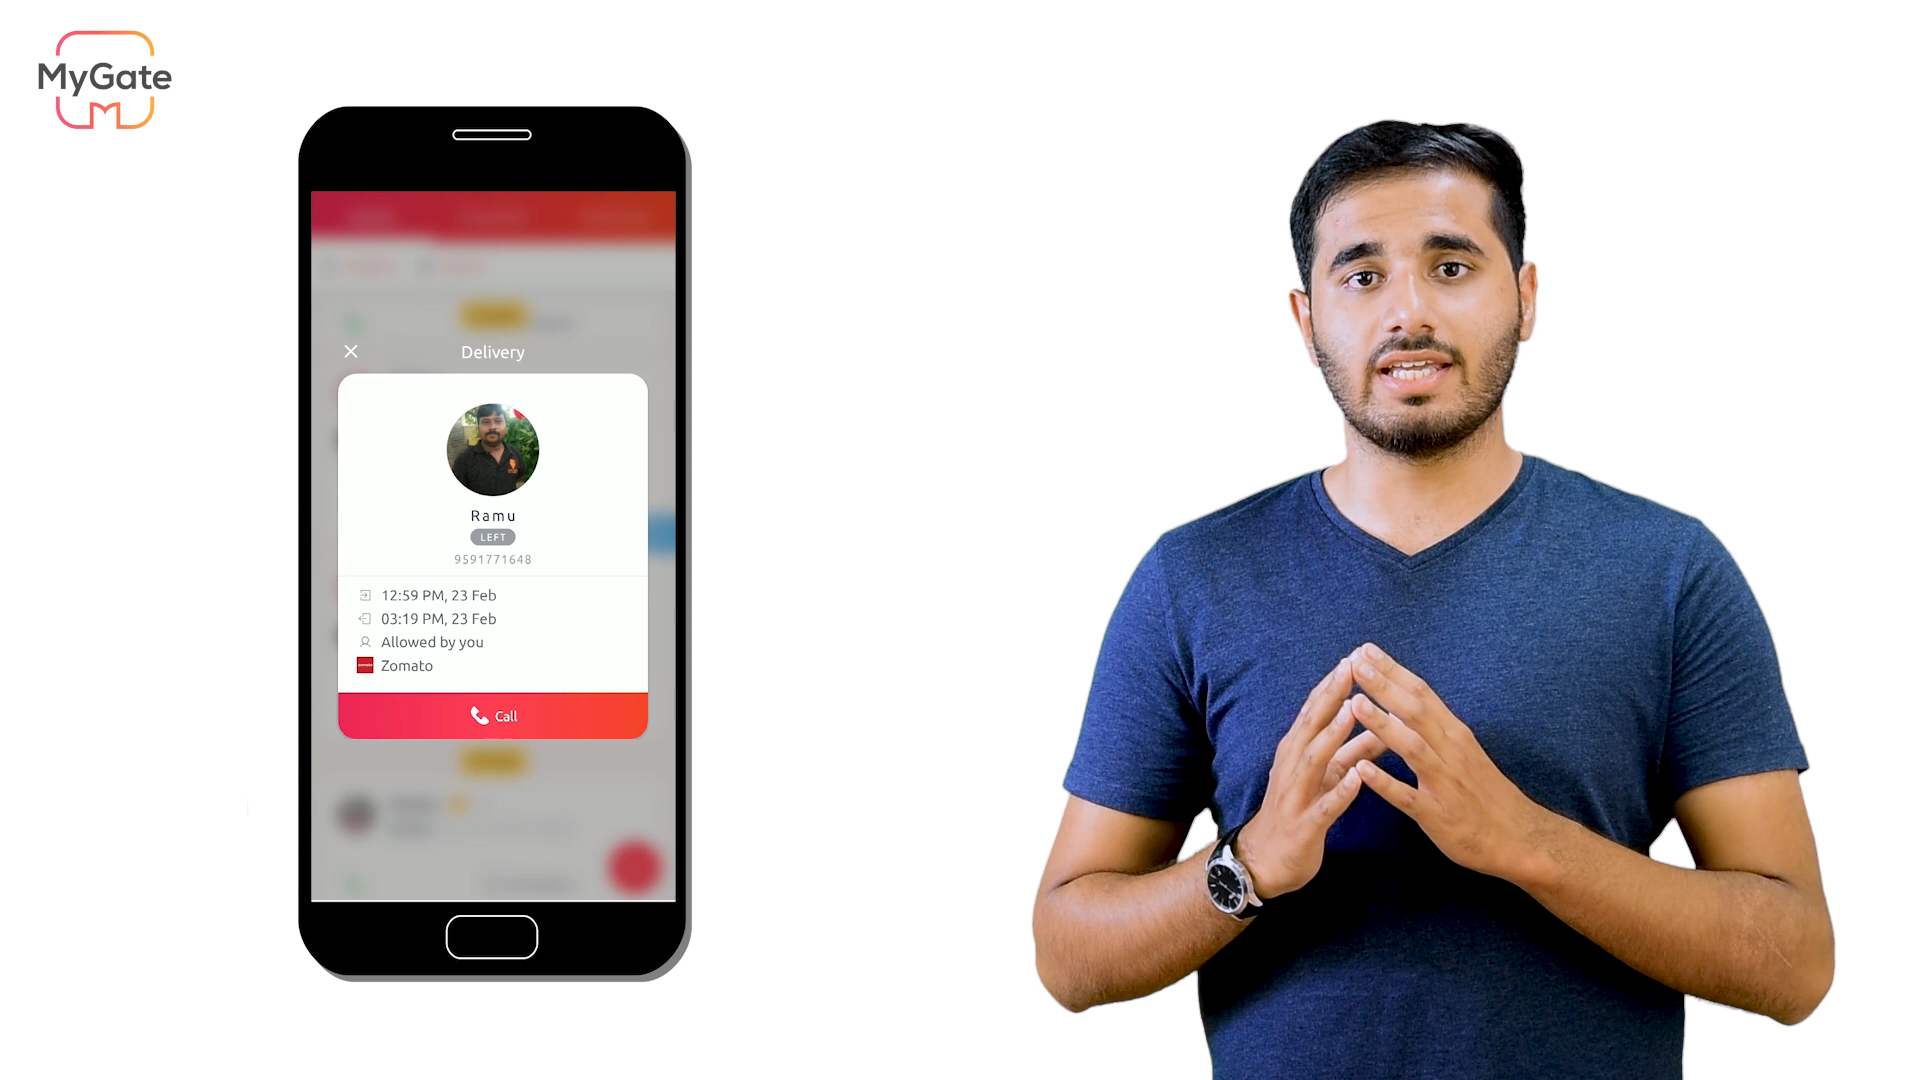 MyGate
Delivery
Ramu
LEFT
9591771648
12:59 PM, 23 Feb
03:19 PM, 23 Feb
Allowed by you
zomato
Zomato
Call